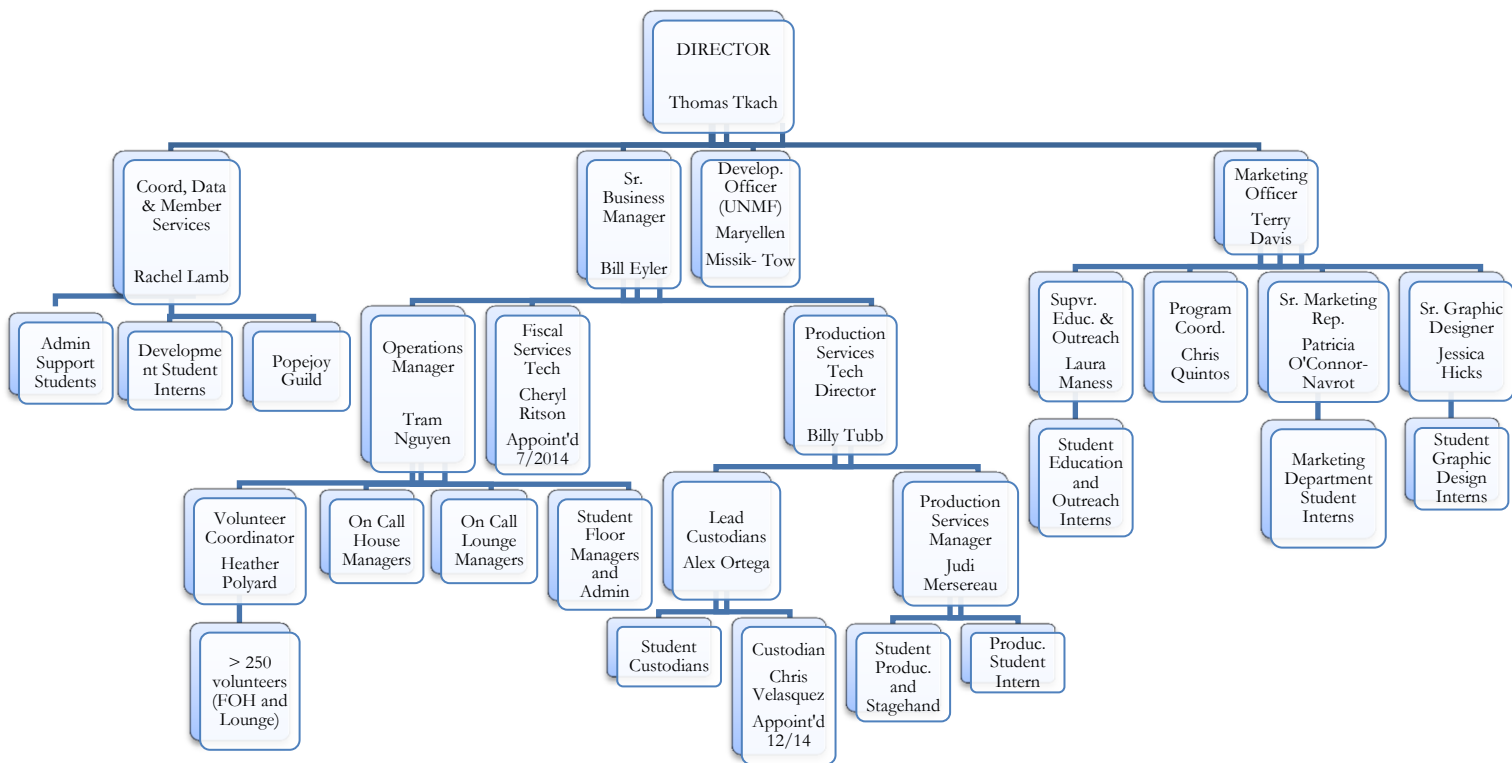 DIRECTOR
Thomas Tkach
Coord, Data
& Member
Services
Rachel Lamb
Sr.
Business
Manager
Bill Eyler
Develop.
Officer
(UNMF)
Maryellen
Missik- Tow
Marketing
Officer
Terry
Davis
Admin
Support
Students
Developme
nt Student
Interns
Popejoy
Guild
Operations
Manager
Tram
Nguyen
Fiscal
Services
Tech
Cheryl
Ritson
Appoint'd
7/2014
Production
Services
Tech
Director
Billy Tubb
Supvr.
Educ. &
Outreach
Laura
Maness
Program
Coord.
Chris
Quintos
Sr. Marketing
Rep.
Patricia
O'Connor-
Navrot
Sr. Graphic
Designer
Jessica
Hicks
Student
Education
and
Outreach
Interns
Marketing
Department
Student
Interns
Student
Graphic
Design
Interns
Volunteer
Coordinator
Heather
Polyard
On Call
House
Managers
On Call
Lounge
Managers
Student
Floor
Managers
and
Admin
Lead
Custodians
Alex Ortega
Production
Services
Manager
Judi
Mersereau
> 250
volunteers
(FOH and
Lounge)
Student
Custodians
Custodian
Chris
Velasquez
Appoint'd
12/14
Student
Produc.
and
Stagehand
Produc.
Student
Intern